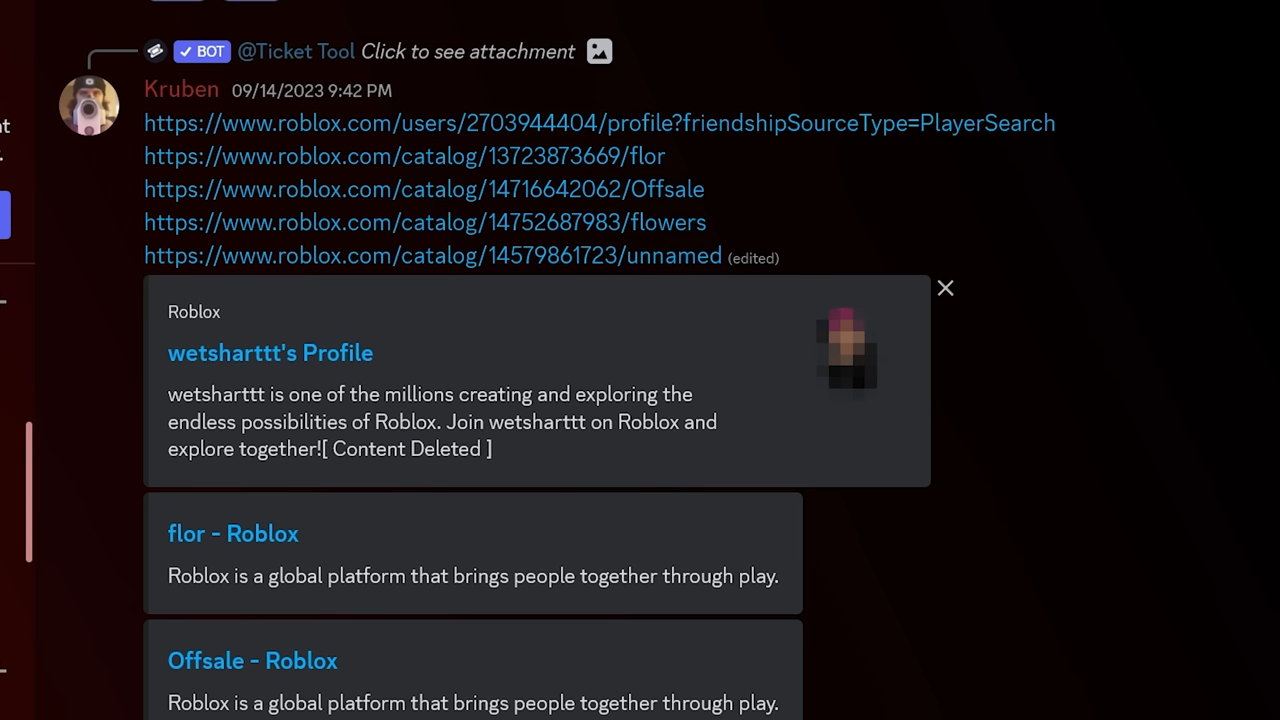 BOT @Ticket Tool Click to see attachment
Kruben 09/14/2023 9:42 PM
https://www.roblox.com/users/2703944404/profile?friendshipSourceType=PlayerSearch
https://www.roblox.com/catalog/13723873669/flor
https://www.roblox.com/catalog/14716642062/Offsale
https://www.roblox.com/catalog/14752687983/flowers
https://www.roblox.com/catalog/14579861723/unnamed (edited)
Roblox
wetsharttt's Profile
wetsharttt is one of the millions creating and exploring the
endless possibilities of Roblox. Join wetsharttt on Roblox and
explore together![ Content Deleted ]
flor - Roblox
Roblox is a global platform that brings people together through play.
Offsale - Roblox
Roblox is a global platform that brings people together through play.